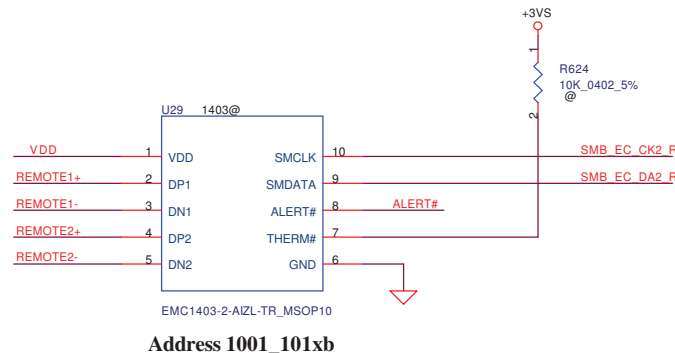 +3VS
1
R624
10K_0402_5%
@
2
U29 1403@
VDD 1 VDD SMCLK 10 SMB_EC_CK2_R
REMOTE1+ 2 DP1 SMDATA 9 SMB_EC_DA2_R
REMOTE1- 3 DN1 ALERT# 8 ALERT#
REMOTE2+ 4 DP2 THERM# 7
REMOTE2- 5 DN2 GND 6
EMC1403-2-AIZL-TR_MSOP10
Address 1001_101xb